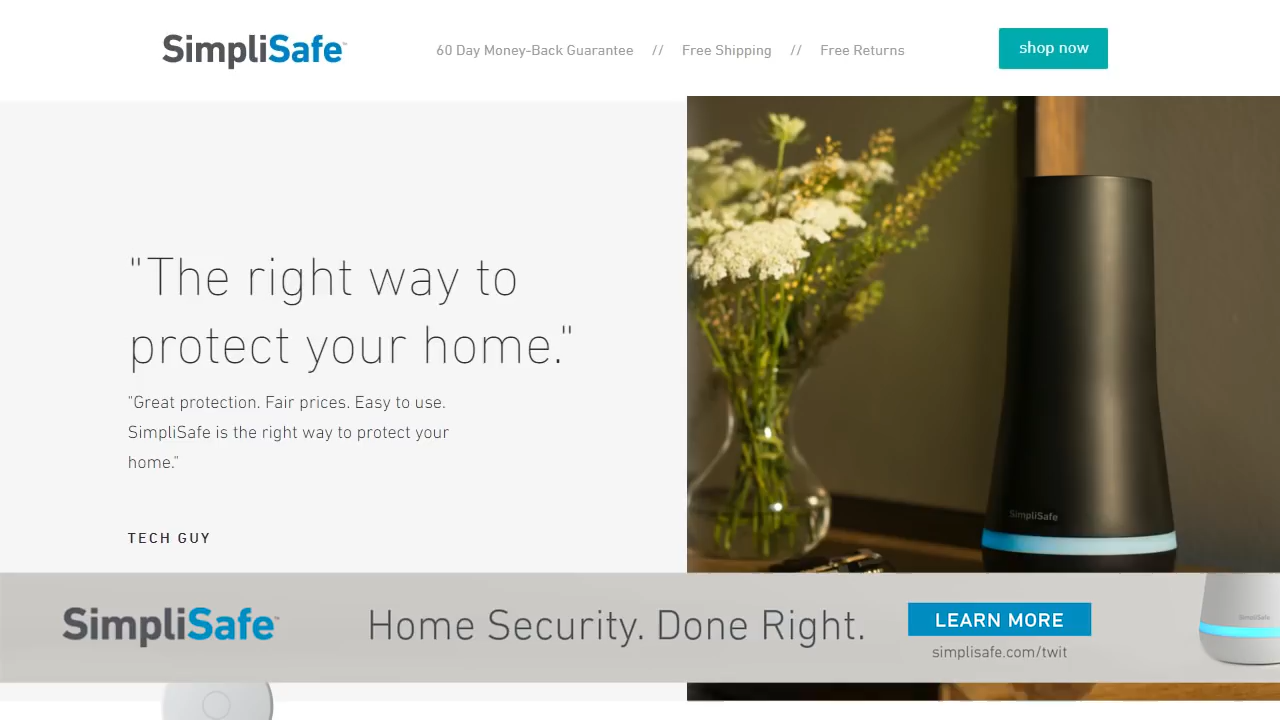 SimpliSafe™
60 Day Money-Back Guarantee // Free Shipping // Free Returns
shop now
"The right way to
protect your home."
"Great protection. Fair prices. Easy to use.
SimpliSafe is the right way to protect your
home."
TECH GUY
SimpliSafe
SimpliSafe™
Home Security. Done Right.
LEARN MORE
simplisafe.com/twit
SimpliSafe